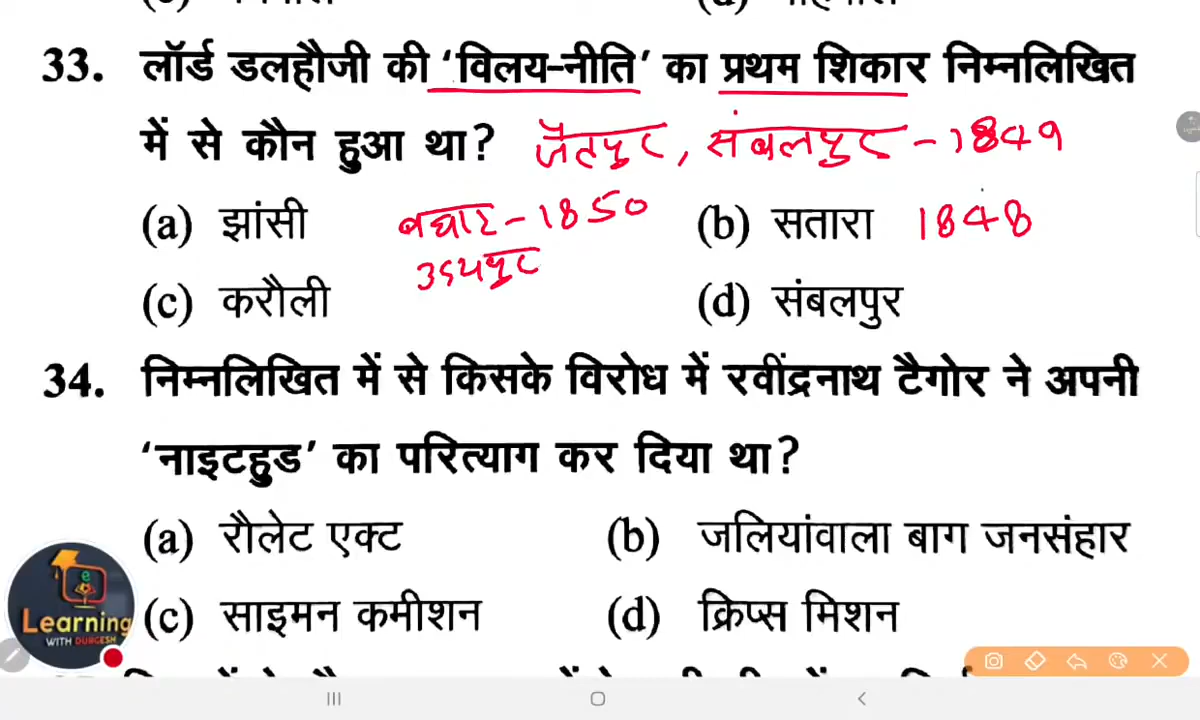 33. लॉर्ड डलहौजी की ‘विलय-नीति’ का प्रथम शिकार निम्नलिखित
में से कौन हुआ था? जैतपुर, संबलपुर - 1849
(a) झांसी बघाट - 1850 (b) सतारा 1848
उदयपुर
(c) करौली (d) संबलपुर
34. निम्नलिखित में से किसके विरोध में रवींद्रनाथ टैगोर ने अपनी
‘नाइटहुड’ का परित्याग कर दिया था?
(a) रौलेट एक्ट (b) जलियांवाला बाग जनसंहार
(c) साइमन कमीशन (d) क्रिप्स मिशन
e
Learning
WITH DURGESH